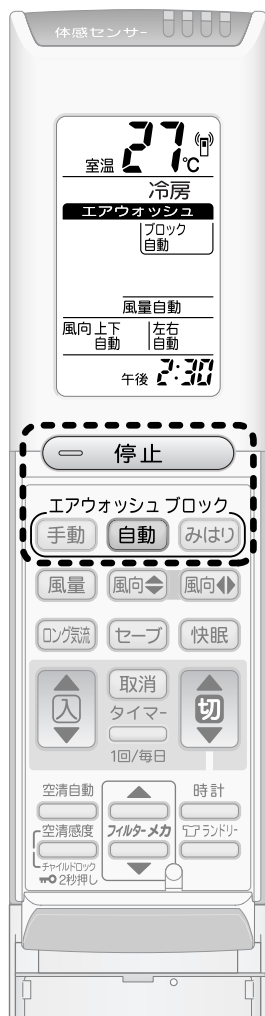 体感センサー
室温 27℃
冷房
エアウォッシュ
ブロック
自動
風量自動
風向 上下 左右
自動 自動
午後 2:30
停止
エアウォッシュ ブロック
手動 自動 みはり
風量 風向 風向
ロング気流 セーブ 快眠
入 取消 切
タイマー
1回/毎日
空清自動 時計
空清感度 フィルターメカ ランドリー
チャイルドロック
2秒押し